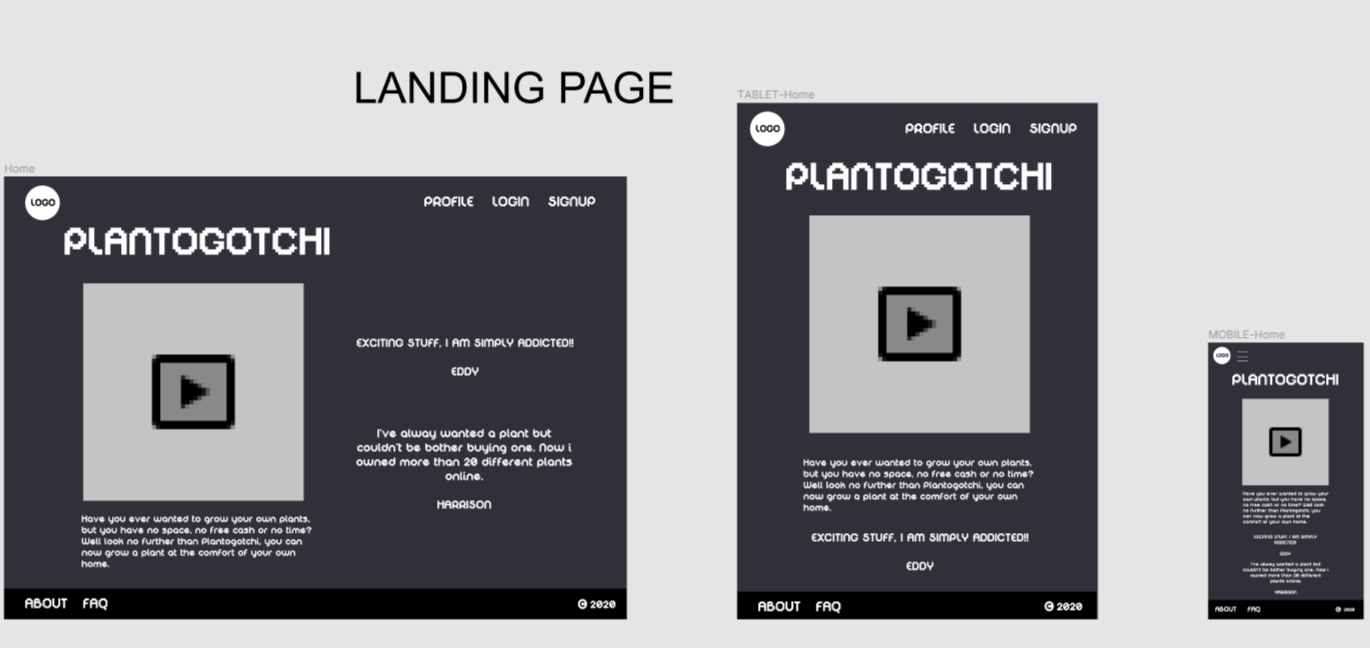 LANDING PAGE
Home
LOGO
PROFILE LOGIN SIGNUP
PLANTOGOTCHI
EXCITING STUFF, I AM SIMPLY ADDICTED!!
EDDY
I've alway wanted a plant but
couldn't be bother buying one. Now i
owned more than 20 different plants
online.
HARRISON
Have you ever wanted to grow your own plants,
but you have no space, no free cash or no time?
Well look no further than Plantogotchi, you can
now grow a plant at the comfort of your own
home.
ABOUT FAQ
© 2020
TABLET-Home
LOGO
PROFILE LOGIN SIGNUP
PLANTOGOTCHI
Have you ever wanted to grow your own plants,
but you have no space, no free cash or no time?
Well look no further than Plantogotchi, you can
now grow a plant at the comfort of your own
home.
EXCITING STUFF, I AM SIMPLY ADDICTED!!
EDDY
ABOUT FAQ
© 2020
MOBILE-Home
LOGO
PLANTOGOTCHI
Have you ever wanted to grow your own
plants, but you have no space,
no free cash or no time? Well look
no further than Plantogotchi, you
can now grow a plant at the
comfort of your own home.
EXCITING STUFF, I AM SIMPLY
ADDICTED!!
EDDY
I've alway wanted a plant but
couldn't be bother buying one. Now i
owned more than 20 different
plants online.
HARRISON
ABOUT FAQ
© 2020